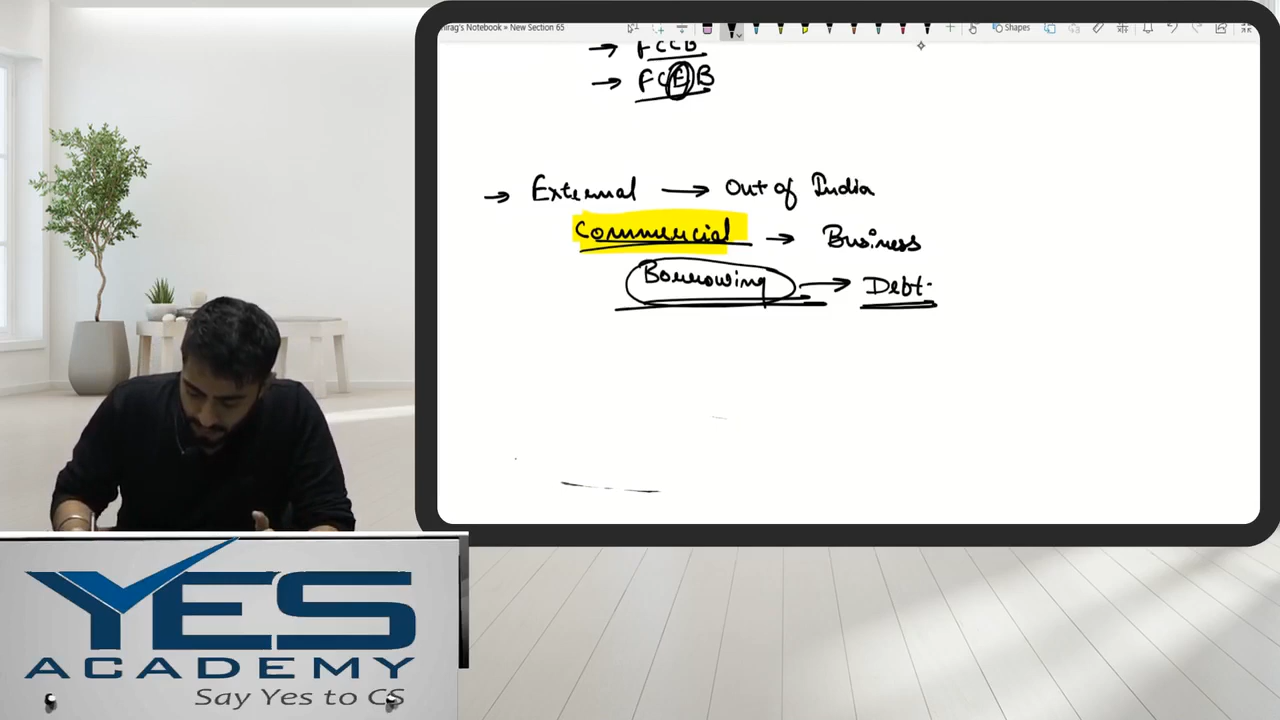 irag's Notebook » New Section 65
Shapes
→ FCCB
→ FCEB
→ External → Out of India
Commercial → Business
Borrowing → Debt.
YES
ACADEMY
Say Yes to CS